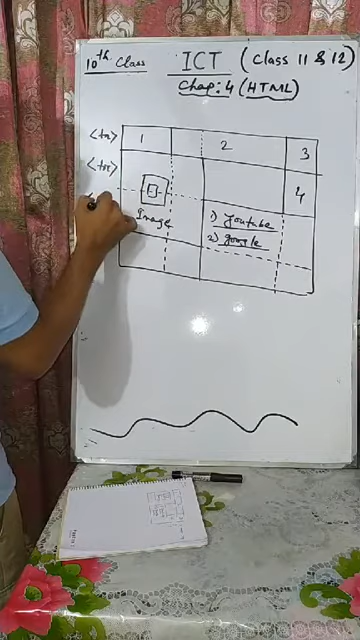 10th Class ICT (Class 11 & 12)
Chap: 4 (HTML)
<tr> 1 2 3
<tr> 4
Image 1) Youtube
2) google